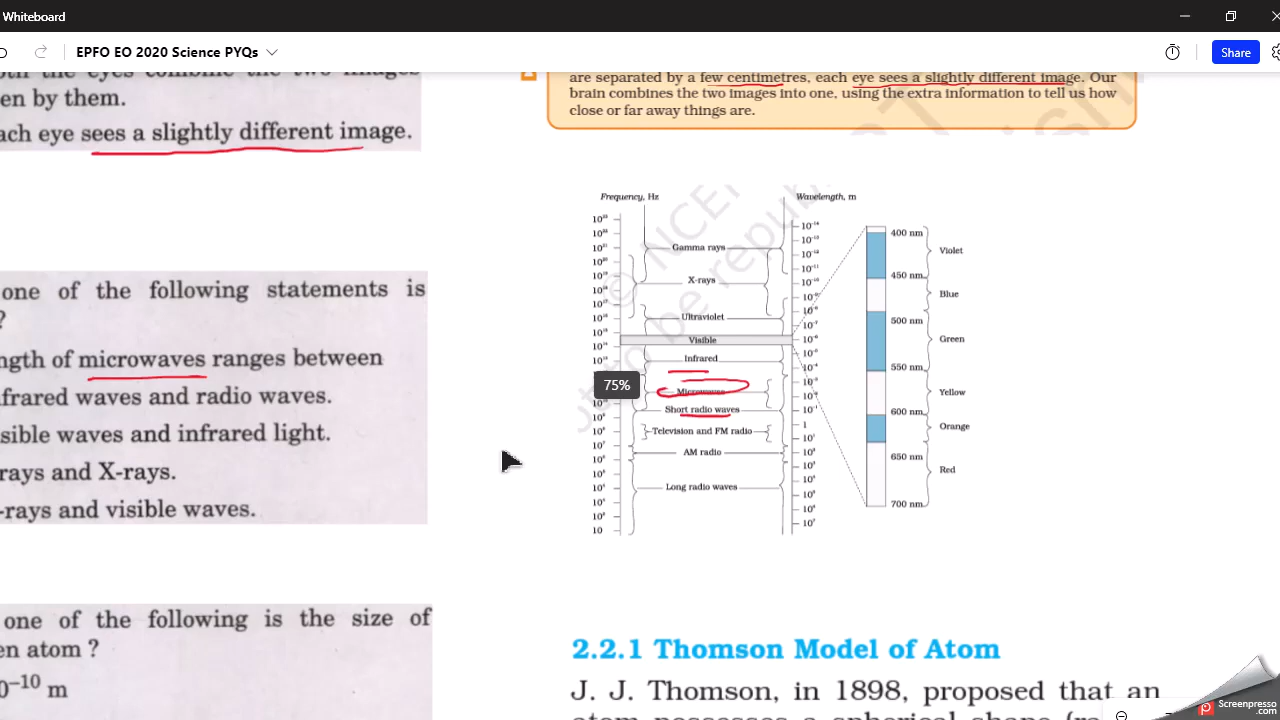 Whiteboard
EPFO EO 2020 Science PYQs
Share
en by them.
ach eye sees a slightly different image.
are separated by a few centimetres, each eye sees a slightly different image. Our
brain combines the two images into one, using the extra information to tell us how
close or far away things are.
one of the following statements is
?
ngth of microwaves ranges between
nfrared waves and radio waves.
sible waves and infrared light.
rays and X-rays.
-rays and visible waves.
one of the following is the size of
en atom ?
0⁻¹⁰ m
Frequency, Hz
Wavelength, m
Gamma rays
X-rays
Ultraviolet
Visible
Infrared
75%
Microwaves
Short radio waves
Television and FM radio
AM radio
Long radio waves
400 nm
Violet
450 nm
Blue
500 nm
Green
550 nm
Yellow
600 nm
Orange
650 nm
Red
700 nm
2.2.1 Thomson Model of Atom
J. J. Thomson, in 1898, proposed that an
Screenpresso
.com